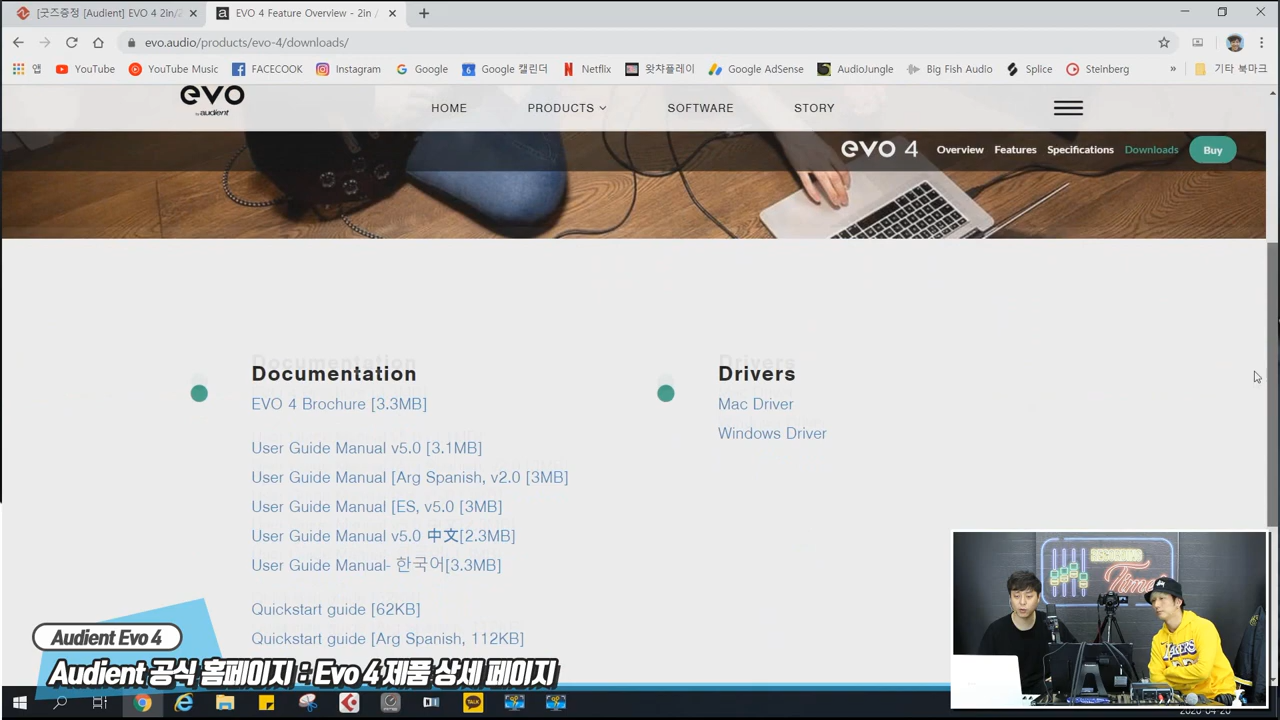 [굿즈증정 [Audient] EVO 4 2In/2
EVO 4 Feature Overview - 2in /
evo.audio/products/evo-4/downloads/
앱 YouTube YouTube Music FACECOOK Instagram Google Google 캘린더 Netflix 왓챠플레이 Google AdSense AudioJungle Big Fish Audio Splice Steinberg » 기타 북마크
evo
by audient
HOME PRODUCTS SOFTWARE STORY
evo 4 Overview Features Specifications Downloads Buy
Documentation
EVO 4 Brochure [3.3MB]
User Guide Manual v5.0 [3.1MB]
User Guide Manual [Arg Spanish, v2.0 [3MB]
User Guide Manual [ES, v5.0 [3MB]
User Guide Manual v5.0 中文[2.3MB]
User Guide Manual- 한국어[3.3MB]
Quickstart guide [62KB]
Quickstart guide [Arg Spanish, 112KB]
Drivers
Mac Driver
Windows Driver
RECORDING
Time
LAKERS
Audient Evo 4
Audient 공식 홈페이지 : Evo 4 제품 상세 페이지
TALK